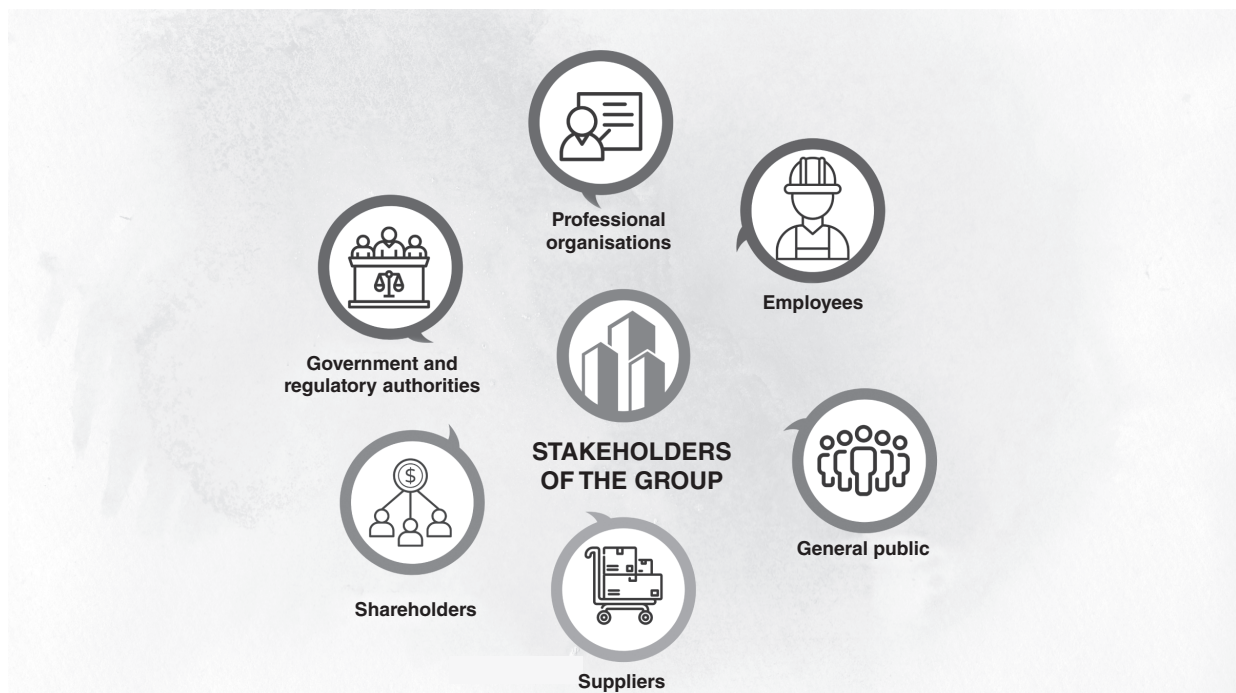 Professional
organisations
Employees
Government and
regulatory authorities
STAKEHOLDERS
OF THE GROUP
$
General public
Shareholders
Suppliers